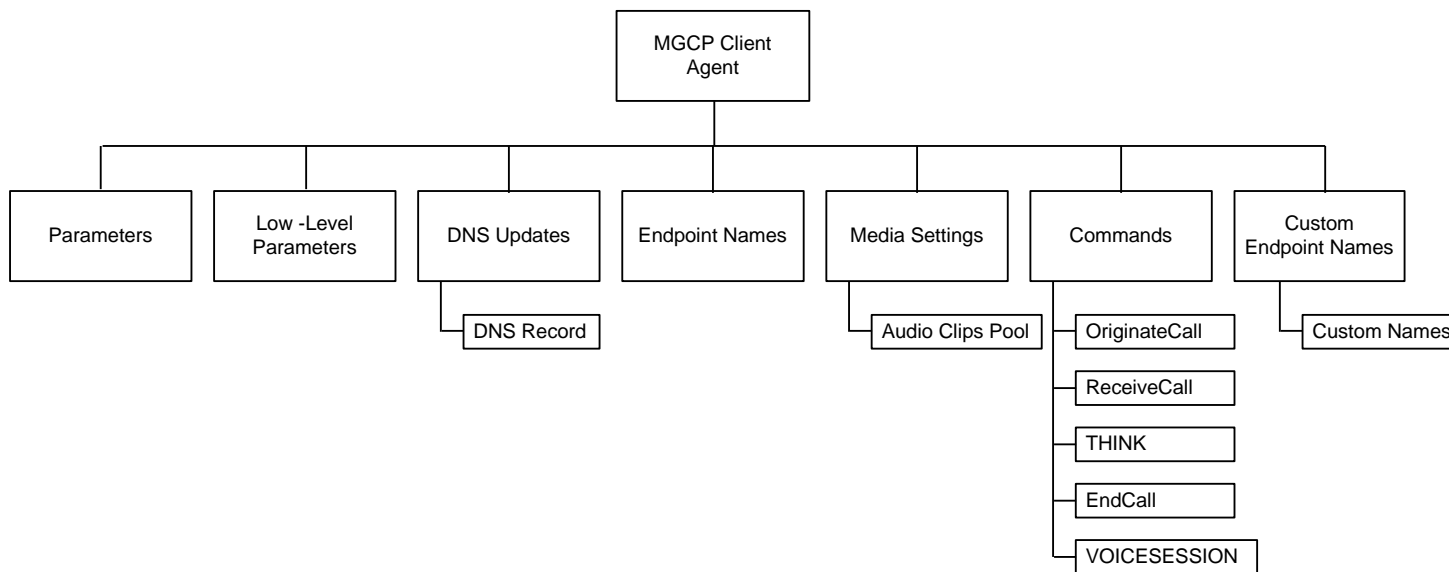 MGCP Client
Agent
Parameters
Low -Level
Parameters
DNS Updates
Endpoint Names
Media Settings
Commands
Custom
Endpoint Names
DNS Record
Audio Clips Pool
OriginateCall
Custom Names
ReceiveCall
THINK
EndCall
VOICESESSION